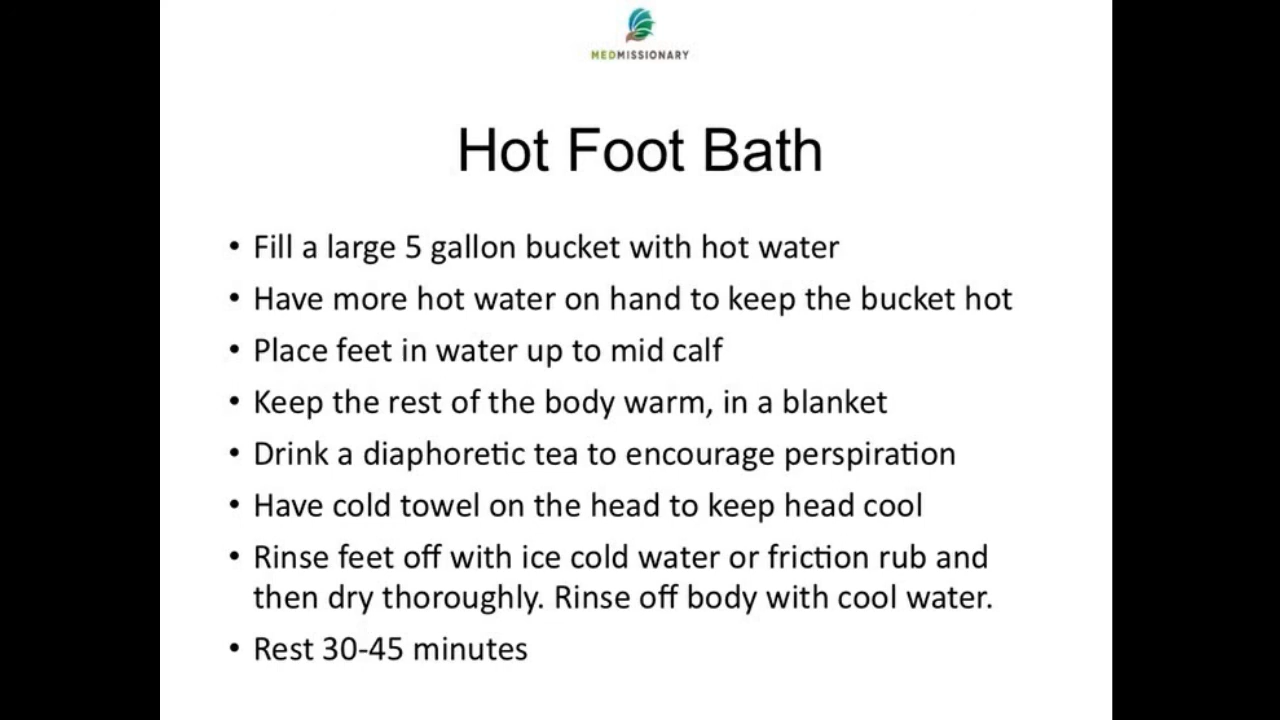 MEDMISSIONARY
Hot Foot Bath
• Fill a large 5 gallon bucket with hot water
• Have more hot water on hand to keep the bucket hot
• Place feet in water up to mid calf
• Keep the rest of the body warm, in a blanket
• Drink a diaphoretic tea to encourage perspiration
• Have cold towel on the head to keep head cool
• Rinse feet off with ice cold water or friction rub and
then dry thoroughly. Rinse off body with cool water.
• Rest 30-45 minutes